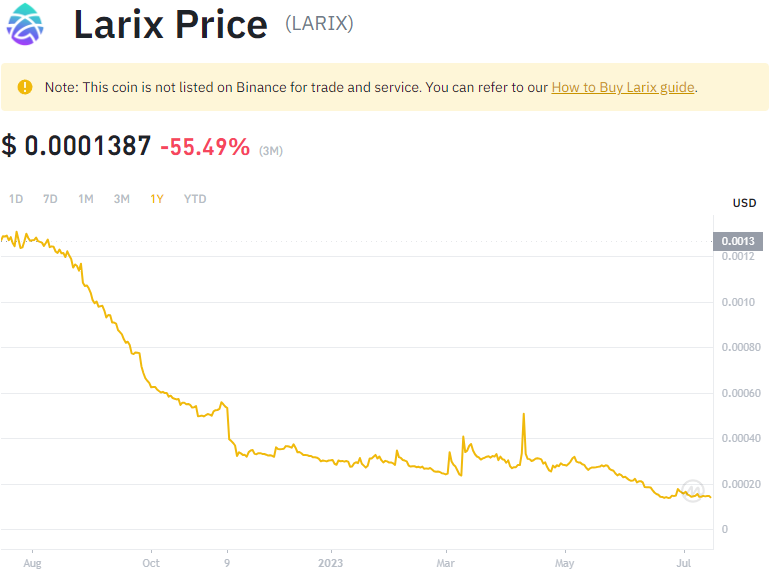 Larix Price (LARIX)
Note: This coin is not listed on Binance for trade and service. You can refer to our How to Buy Larix guide.
$ 0.0001387 -55.49% (3M)
1D 7D 1M 3M 1Y YTD
USD
0.0013
0.0012
0.0010
0.00080
0.00060
0.00040
0.00020
0
Aug Oct 9 2023 Mar May Jul